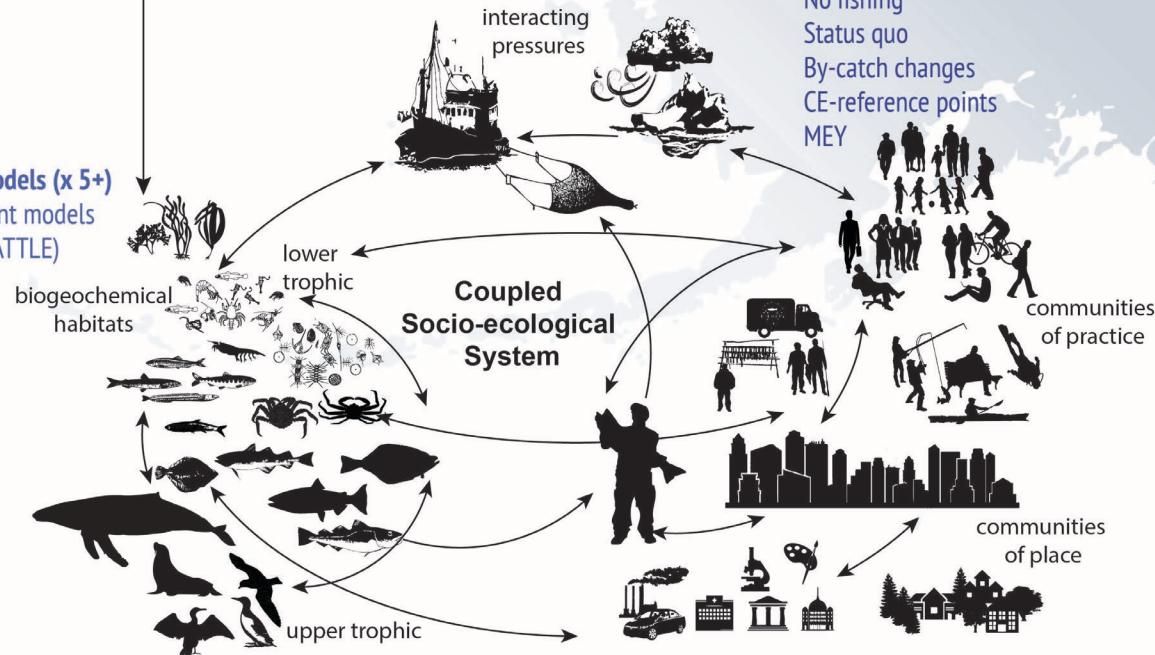 interacting
pressures
No fishing
Status quo
By-catch changes
CE-reference points
MEY
odels (x 5+)
nt models
ATTLE)
lower
trophic
biogeochemical
habitats
Coupled
Socio-ecological
System
communities
of practice
communities
of place
upper trophic